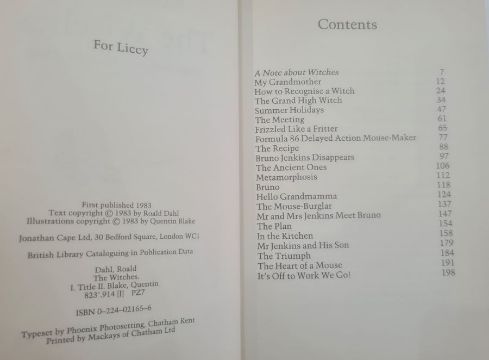 For Liccy
First published 1983
Text copyright © 1983 by Roald Dahl
Illustrations copyright © 1983 by Quentin Blake
Jonathan Cape Ltd, 30 Bedford Square, London WC1
British Library Cataloguing in Publication Data
Dahl, Roald
The Witches.
I. Title II. Blake, Quentin
823'.914 [J] PZ7
ISBN 0-224-02165-6
Typeset by Phoenix Photosetting, Chatham Kent
Printed by Mackays of Chatham Ltd
Contents
A Note about Witches 7
My Grandmother 12
How to Recognise a Witch 24
The Grand High Witch 34
Summer Holidays 47
The Meeting 61
Frizzled Like a Fritter 65
Formula 86 Delayed Action Mouse-Maker 77
The Recipe 88
Bruno Jenkins Disappears 97
The Ancient Ones 106
Metamorphosis 112
Bruno 118
Hello Grandmamma 124
The Mouse-Burglar 137
Mr and Mrs Jenkins Meet Bruno 147
The Plan 154
In the Kitchen 158
Mr Jenkins and His Son 179
The Triumph 184
The Heart of a Mouse 191
It's Off to Work We Go! 198